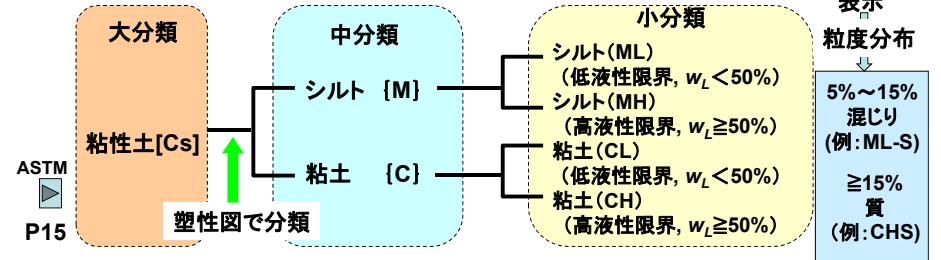 大分類
粘性土[Cs]
ASTM
P15
塑性図で分類
中分類
シルト {M}
粘土 {C}
小分類
シルト(ML)
(低液性限界, wL<50%)
シルト(MH)
(高液性限界, wL≧50%)
粘土(CL)
(低液性限界, wL<50%)
粘土(CH)
(高液性限界, wL≧50%)
表示
粒度分布
5%~15%
混じり
(例:ML-S)
≧15%
質
(例:CHS)